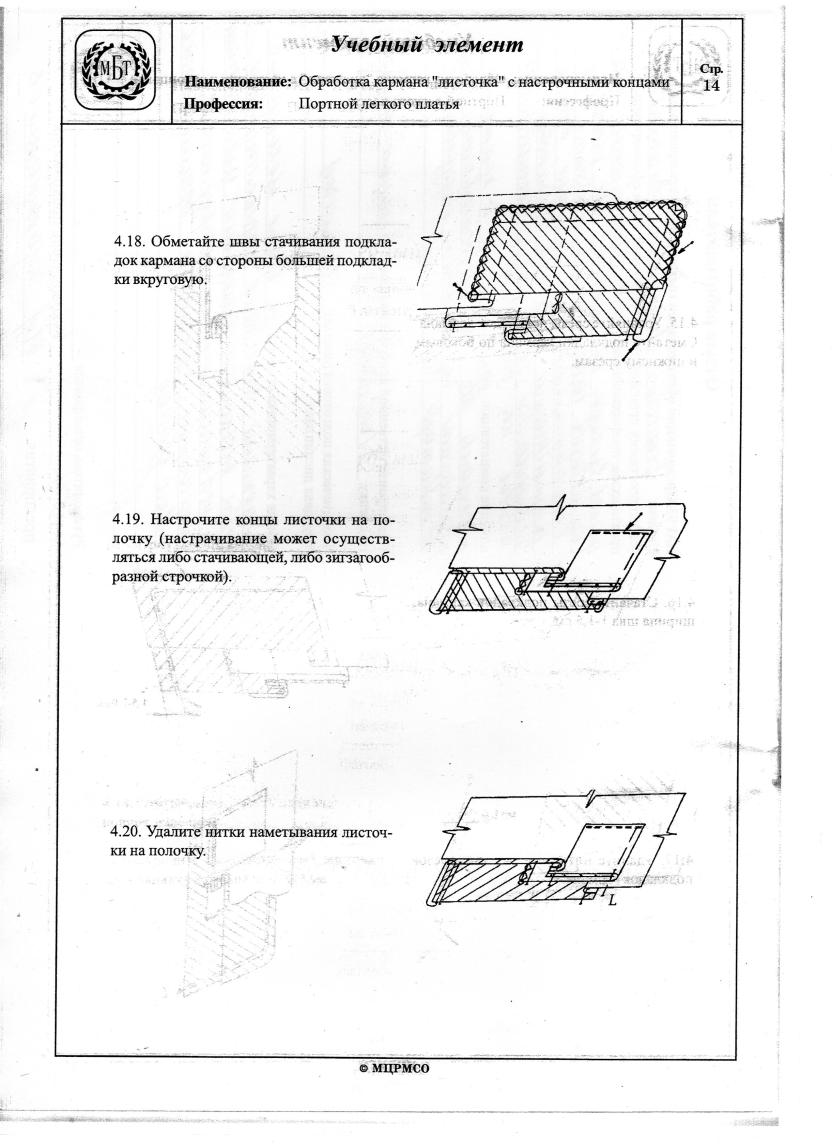 МБТ
Учебный элемент
Наименование: Обработка кармана "листочка" с настрочными концами
Профессия: Портной легкого платья
Стр.
14
4.18. Обметайте швы стачивания подкла-
док кармана со стороны большей подклад-
ки вкруговую.
4.19. Настрочите концы листочки на по-
лочку (настрачивание может осуществ-
ляться либо стачивающей, либо зигзагооб-
разной строчкой).
4.20. Удалите нитки наметывания листоч-
ки на полочку.
L
© МЦРМСО